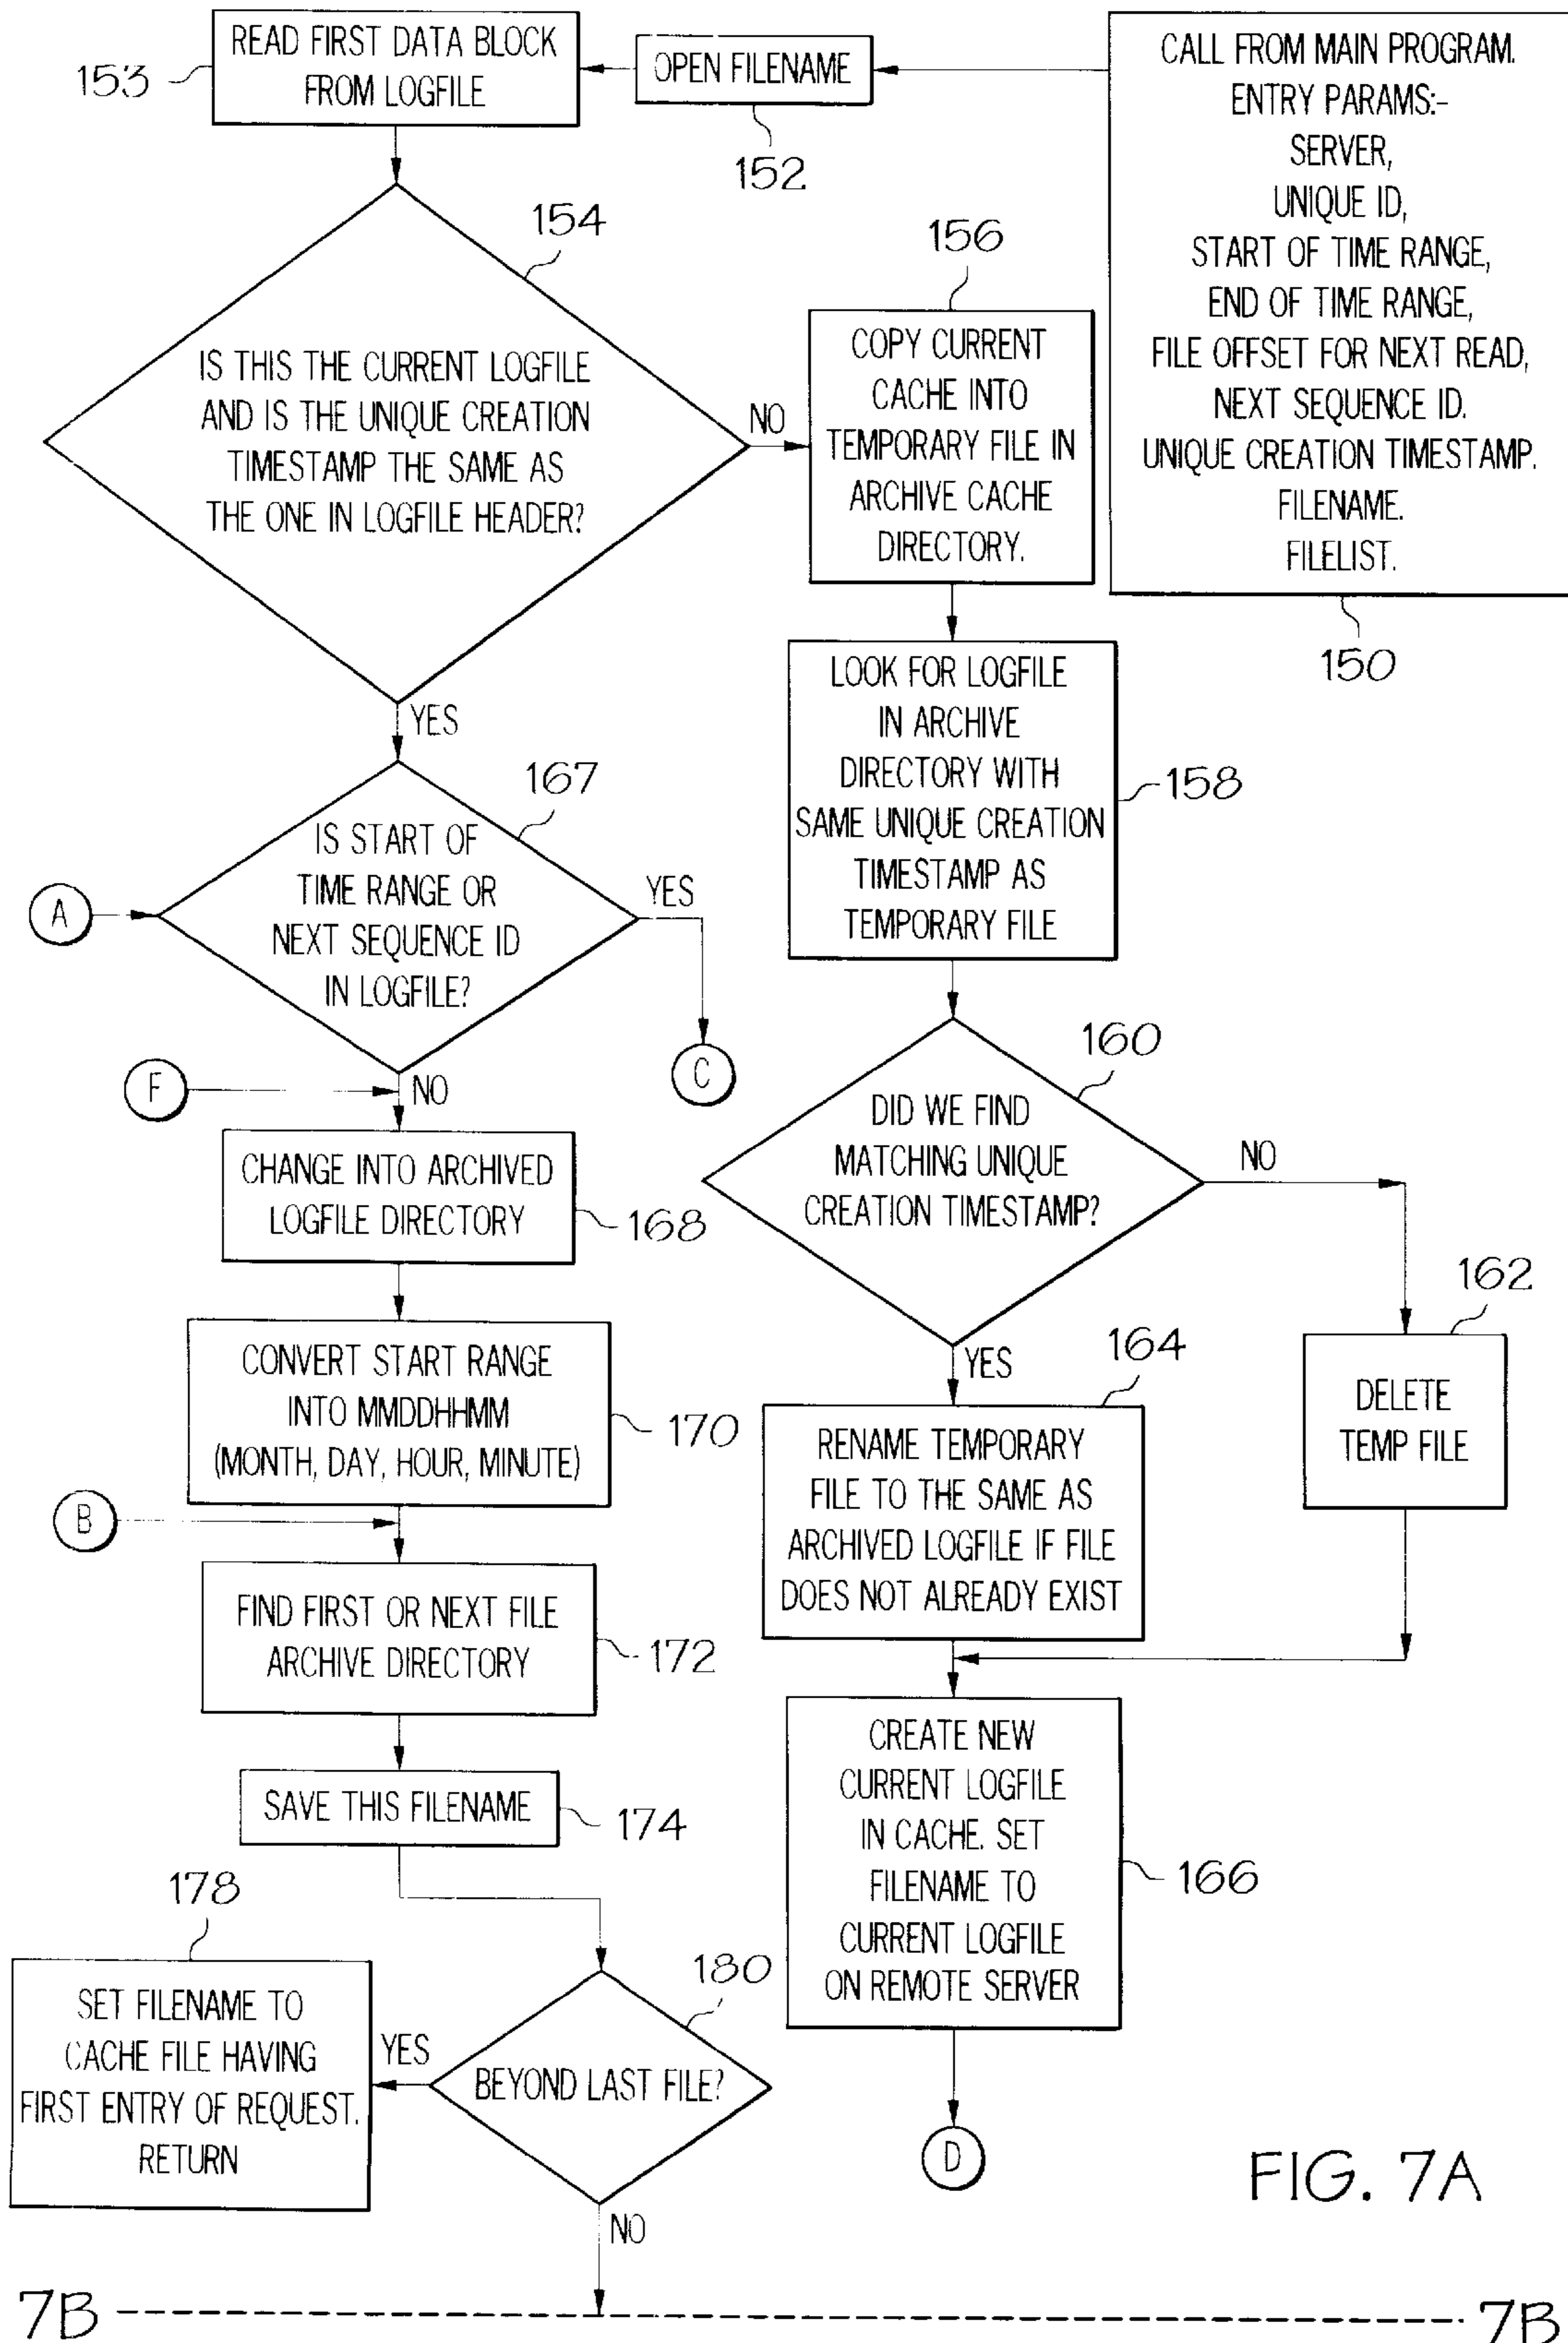 READ FIRST DATA BLOCK
FROM LOGFILE
153
OPEN FILENAME
152
CALL FROM MAIN PROGRAM.
ENTRY PARAMS:-
SERVER,
UNIQUE ID,
START OF TIME RANGE,
END OF TIME RANGE,
FILE OFFSET FOR NEXT READ,
NEXT SEQUENCE ID.
UNIQUE CREATION TIMESTAMP.
FILENAME.
FILELIST.
150
154
IS THIS THE CURRENT LOGFILE
AND IS THE UNIQUE CREATION
TIMESTAMP THE SAME AS
THE ONE IN LOGFILE HEADER?
NO
YES
156
COPY CURRENT
CACHE INTO
TEMPORARY FILE IN
ARCHIVE CACHE
DIRECTORY.
LOOK FOR LOGFILE
IN ARCHIVE
DIRECTORY WITH
SAME UNIQUE CREATION
TIMESTAMP AS
TEMPORARY FILE
158
167
IS START OF
TIME RANGE OR
NEXT SEQUENCE ID
IN LOGFILE?
A
YES
C
F
NO
160
DID WE FIND
MATCHING UNIQUE
CREATION TIMESTAMP?
NO
YES
CHANGE INTO ARCHIVED
LOGFILE DIRECTORY
168
162
DELETE
TEMP FILE
164
RENAME TEMPORARY
FILE TO THE SAME AS
ARCHIVED LOGFILE IF FILE
DOES NOT ALREADY EXIST
CONVERT START RANGE
INTO MMDDHHMM
(MONTH, DAY, HOUR, MINUTE)
170
B
FIND FIRST OR NEXT FILE
ARCHIVE DIRECTORY
172
SAVE THIS FILENAME
174
CREATE NEW
CURRENT LOGFILE
IN CACHE. SET
FILENAME TO
CURRENT LOGFILE
ON REMOTE SERVER
166
D
178
SET FILENAME TO
CACHE FILE HAVING
FIRST ENTRY OF REQUEST.
RETURN
YES
180
BEYOND LAST FILE?
NO
FIG. 7A
7B
7B